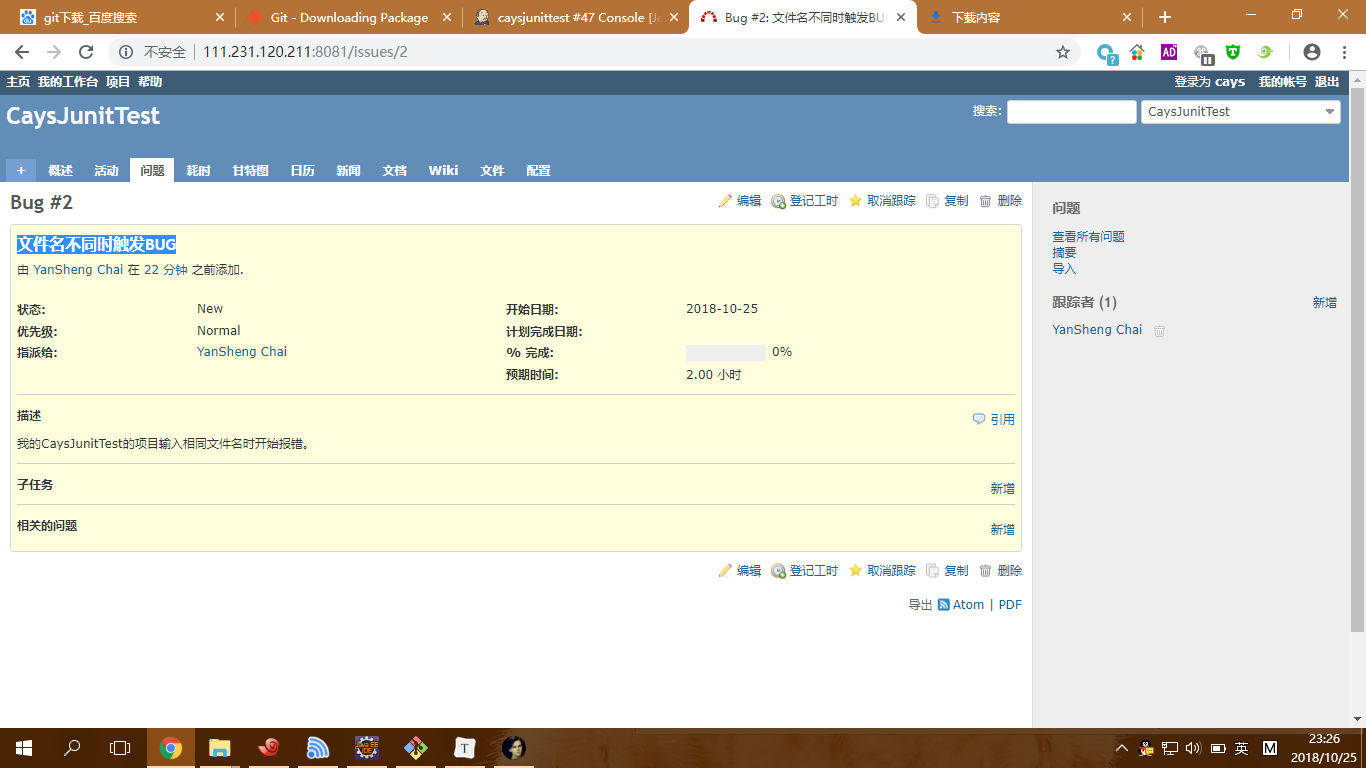 git下载_百度搜索
Git - Downloading Package
caysjunittest #47 Console [Je
Bug #2: 文件名不同时触发BUG
下载内容
不安全 111.231.120.211:8081/issues/2
主页 我的工作台 项目 帮助 登录为 cays 我的帐号 退出
CaysJunitTest 搜索: CaysJunitTest
+ 概述 活动 问题 耗时 甘特图 日历 新闻 文档 Wiki 文件 配置
Bug #2 编辑 登记工时 取消跟踪 复制 删除
文件名不同时触发BUG
由 YanSheng Chai 在 22 分钟 之前添加.
状态: New 开始日期: 2018-10-25
优先级: Normal 计划完成日期:
指派给: YanSheng Chai % 完成: 0%
预期时间: 2.00 小时
描述 引用
我的CaysJunitTest的项目输入相同文件名时开始报错。
子任务 新增
相关的问题 新增
编辑 登记工时 取消跟踪 复制 删除
导出 Atom | PDF
问题
查看所有问题
摘要
导入
跟踪者 (1) 新增
YanSheng Chai
英 M 23:26
2018/10/25